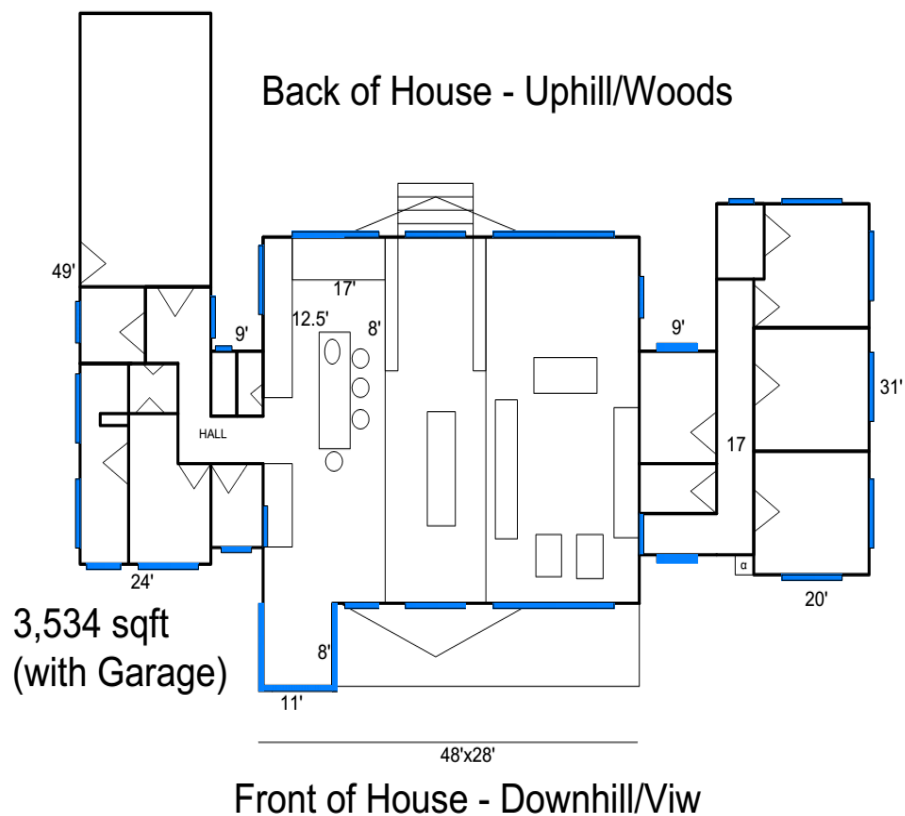 Back of House - Uphill/Woods
49'
17'
12.5'
8'
9'
9'
HALL
17
31'
α
24'
20'
3,534 sqft
(with Garage)
8'
11'
48'x28'
Front of House - Downhill/Viw